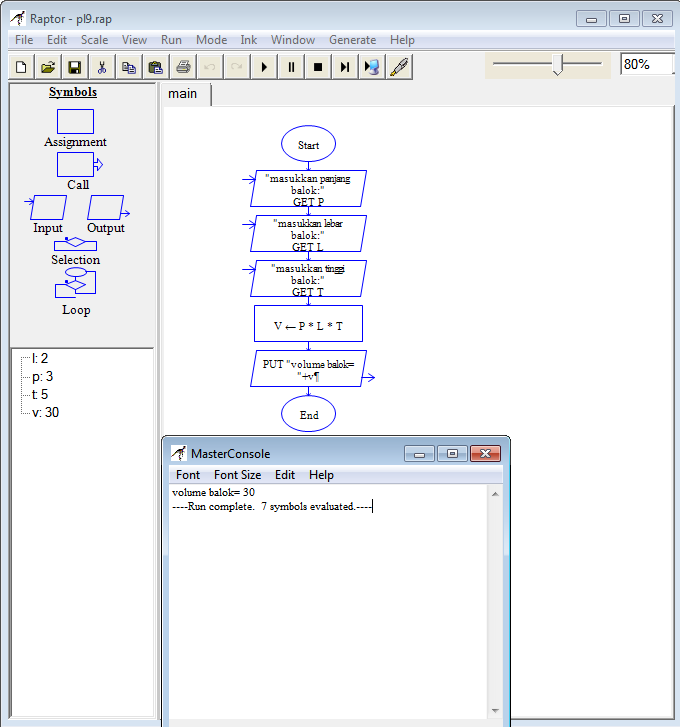 Raptor - pl9.rap
File Edit Scale View Run Mode Ink Window Generate Help
80%
Symbols
Assignment
Call
Input Output
Selection
Loop
l: 2
p: 3
t: 5
v: 30
main
Start
"masukkan panjang
balok:"
GET P
"masukkan lebar
balok:"
GET L
"masukkan tinggi
balok:"
GET T
V ← P * L * T
PUT "volume balok=
"+v¶
End
MasterConsole
Font Font Size Edit Help
volume balok= 30
----Run complete. 7 symbols evaluated.----